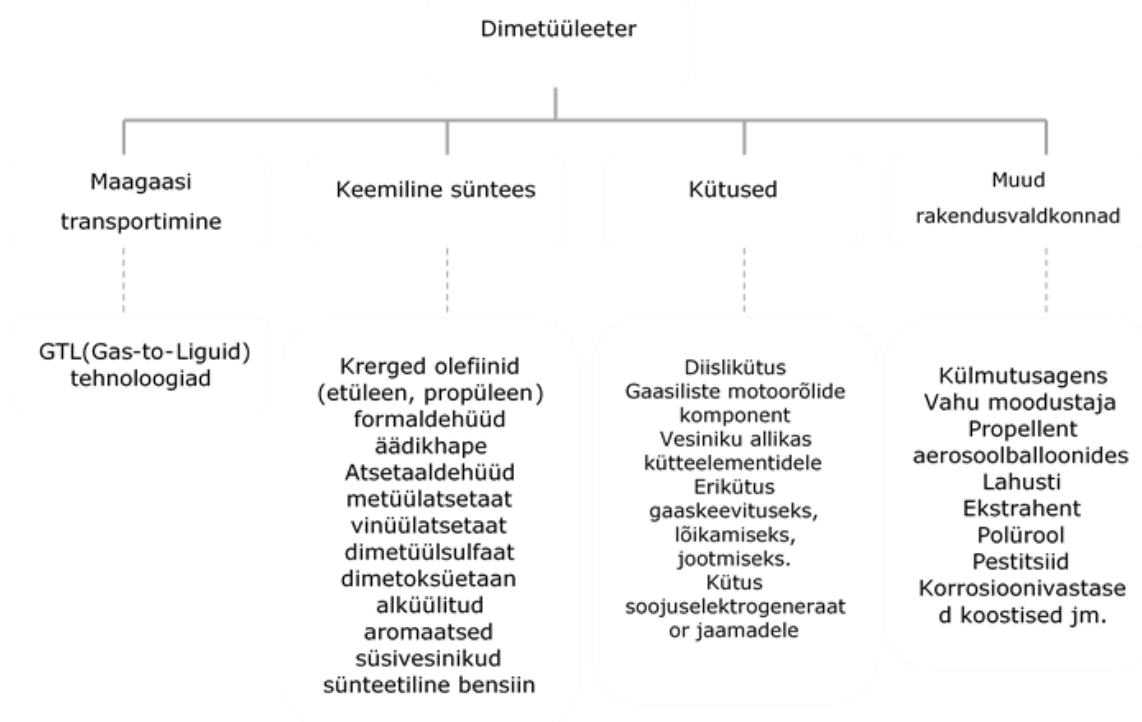 Dimetüüleeter
Maagaasi
transportimine
Keemiline süntees
Kütused
Muud
rakendusvaldkonnad
GTL(Gas-to-Liguid)
tehnoloogiad
Krerged olefiinid
(etüleen, propüleen)
formaldehüüd
äädikhape
Atsetaaldehüüd
metüülatsetaat
vinüülatsetaat
dimetüülsulfaat
dimetoksüetaan
alküülitud
aromaatsed
süsivesinikud
sünteetiline bensiin
Diislikütus
Gaasiliste motoorõlide
komponent
Vesiniku allikas
kütteelementidele
Erikütus
gaaskeevituseks,
lõikamiseks,
jootmiseks.
Kütus
soojuselektrogeneraat
or jaamadele
Külmutusagens
Vahu moodustaja
Propellent
aerosoolballoonides
Lahusti
Ekstrahent
Polürool
Pestitsiid
Korrosioonivastase
d koostised jm.